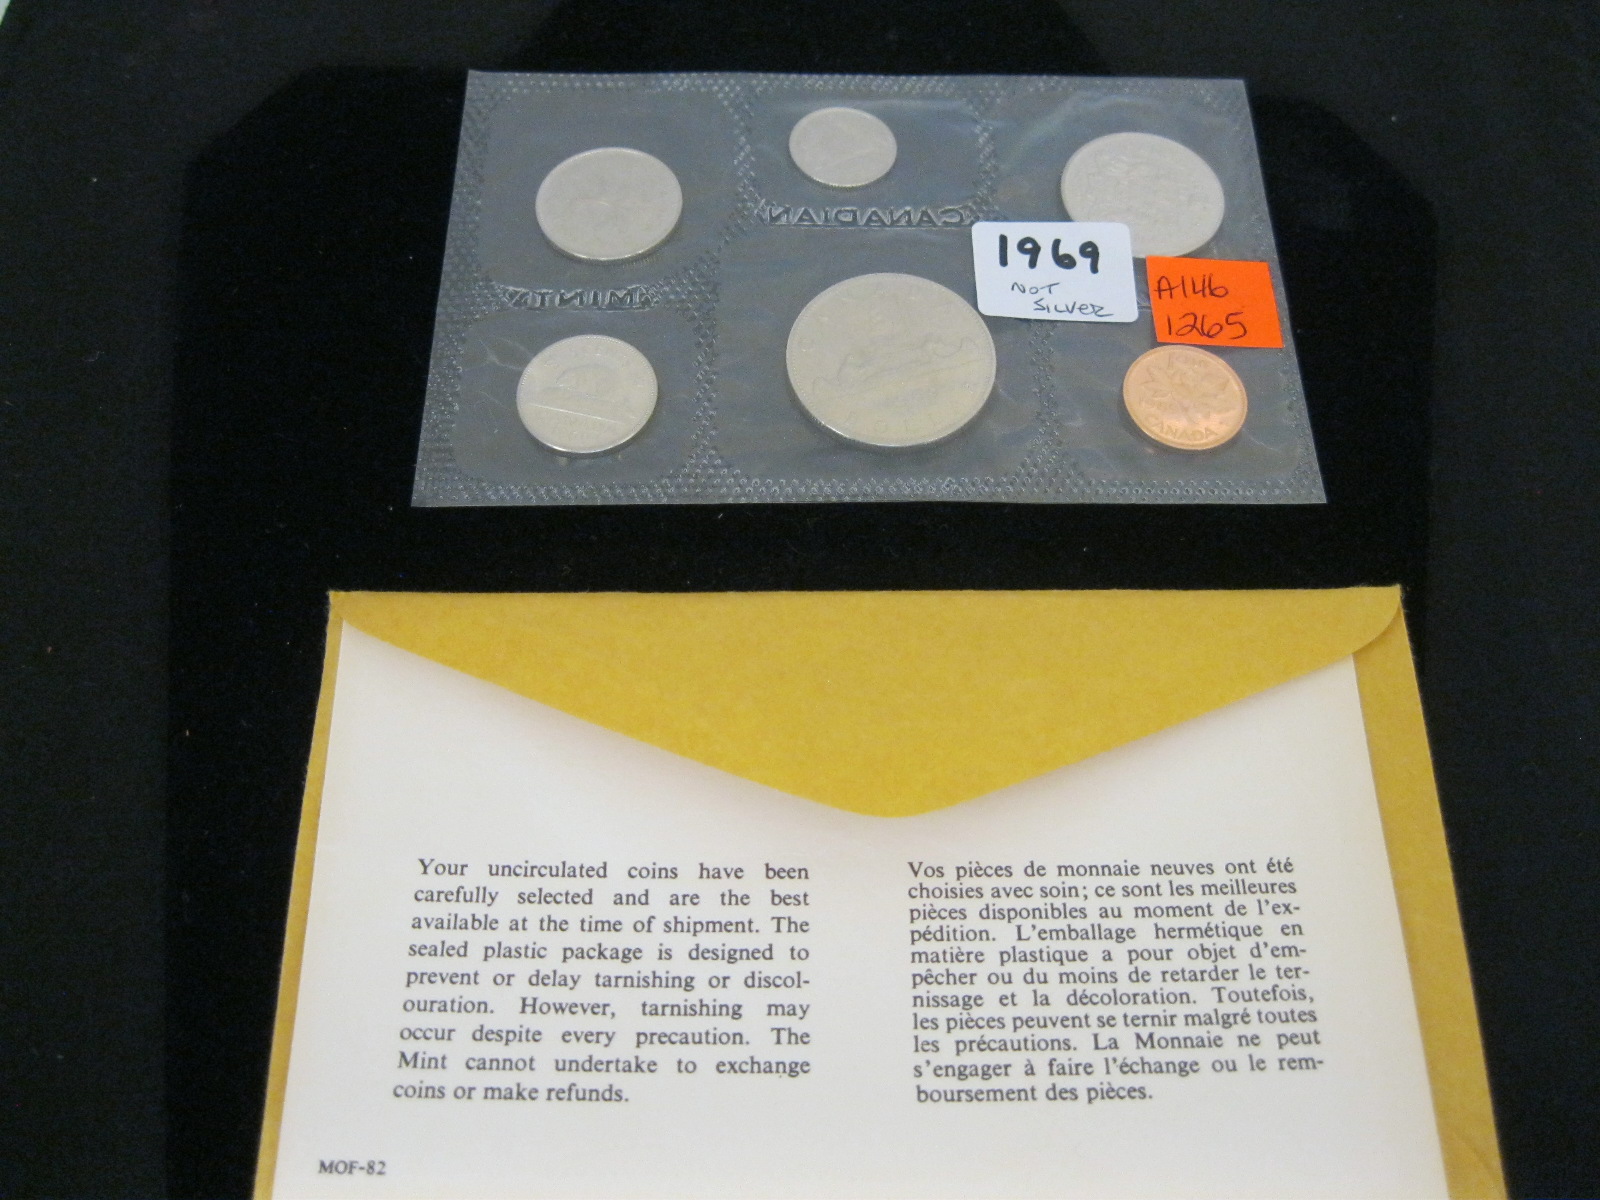 CANADIAN
MINT
1969
NOT
SILVER
A146
1265
CANADA
Your uncirculated coins have been
carefully selected and are the best
available at the time of shipment. The
sealed plastic package is designed to
prevent or delay tarnishing or discol-
ouration. However, tarnishing may
occur despite every precaution. The
Mint cannot undertake to exchange
coins or make refunds.
Vos pièces de monnaie neuves ont été
choisies avec soin; ce sont les meilleures
pièces disponibles au moment de l'ex-
pédition. L'emballage hermétique en
matière plastique a pour objet d'em-
pêcher ou du moins de retarder le ter-
nissage et la décoloration. Toutefois,
les pièces peuvent se ternir malgré toutes
les précautions. La Monnaie ne peut
s'engager à faire l'échange ou le rem-
boursement des pièces.
MOF-82